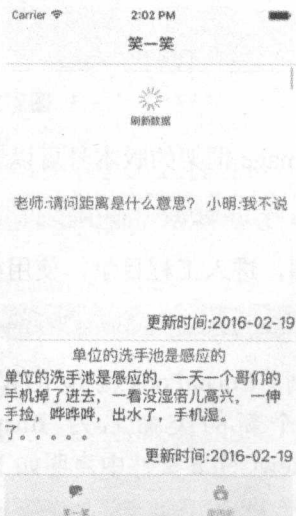 Carrier 2:02 PM
笑一笑
刷新数据
老师:请问距离是什么意思? 小明:我不说
更新时间:2016-02-19
单位的洗手池是感应的
单位的洗手池是感应的，一天一个哥们的
手机掉了进去，一看没湿倍儿高兴，一伸
手捡，哗哗哗，出水了，手机湿。
了。。。。。
更新时间:2016-02-19
笑一笑